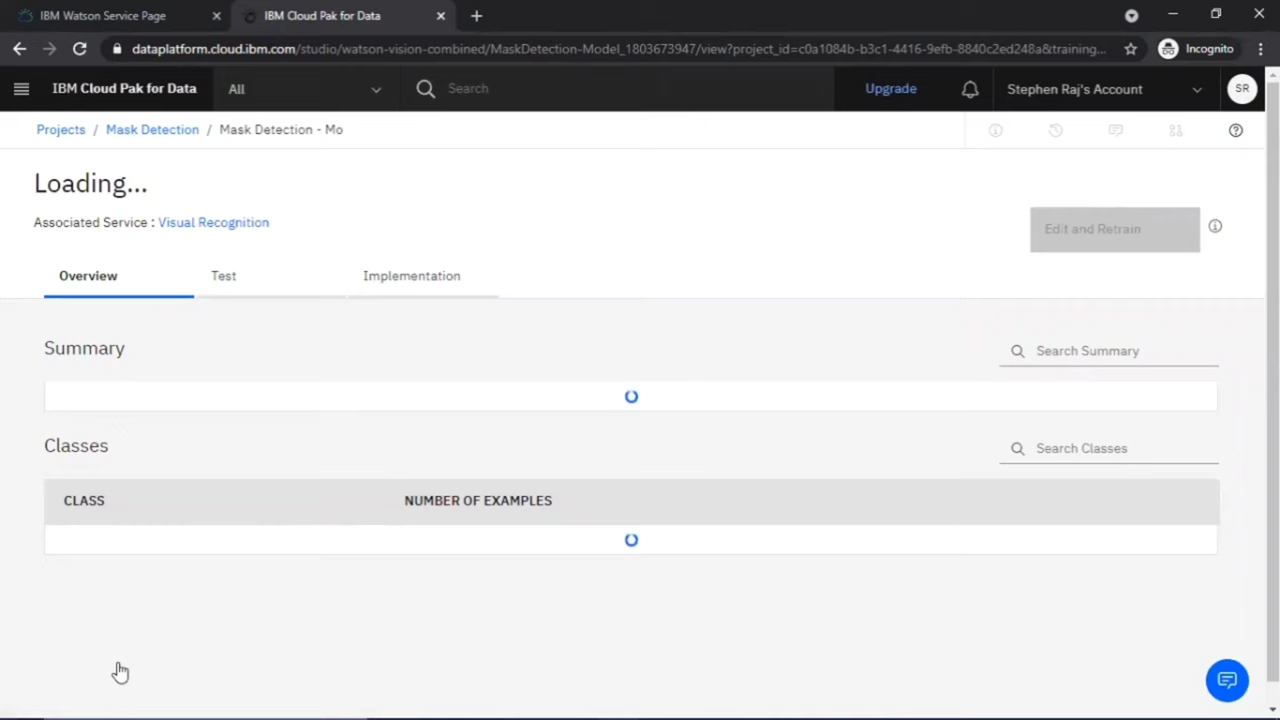 IBM Watson Service Page
IBM Cloud Pak for Data
dataplatform.cloud.ibm.com/studio/watson-vision-combined/MaskDetection-Model_1803673947/view?project_id=c0a1084b-b3c1-4416-9efb-8840c2ed248a&training...
Incognito
IBM Cloud Pak for Data
All
Search
Upgrade
Stephen Raj's Account
SR
Projects / Mask Detection / Mask Detection - Mo
Loading...
Associated Service : Visual Recognition
Edit and Retrain
Overview
Test
Implementation
Summary
Search Summary
Classes
Search Classes
CLASS
NUMBER OF EXAMPLES